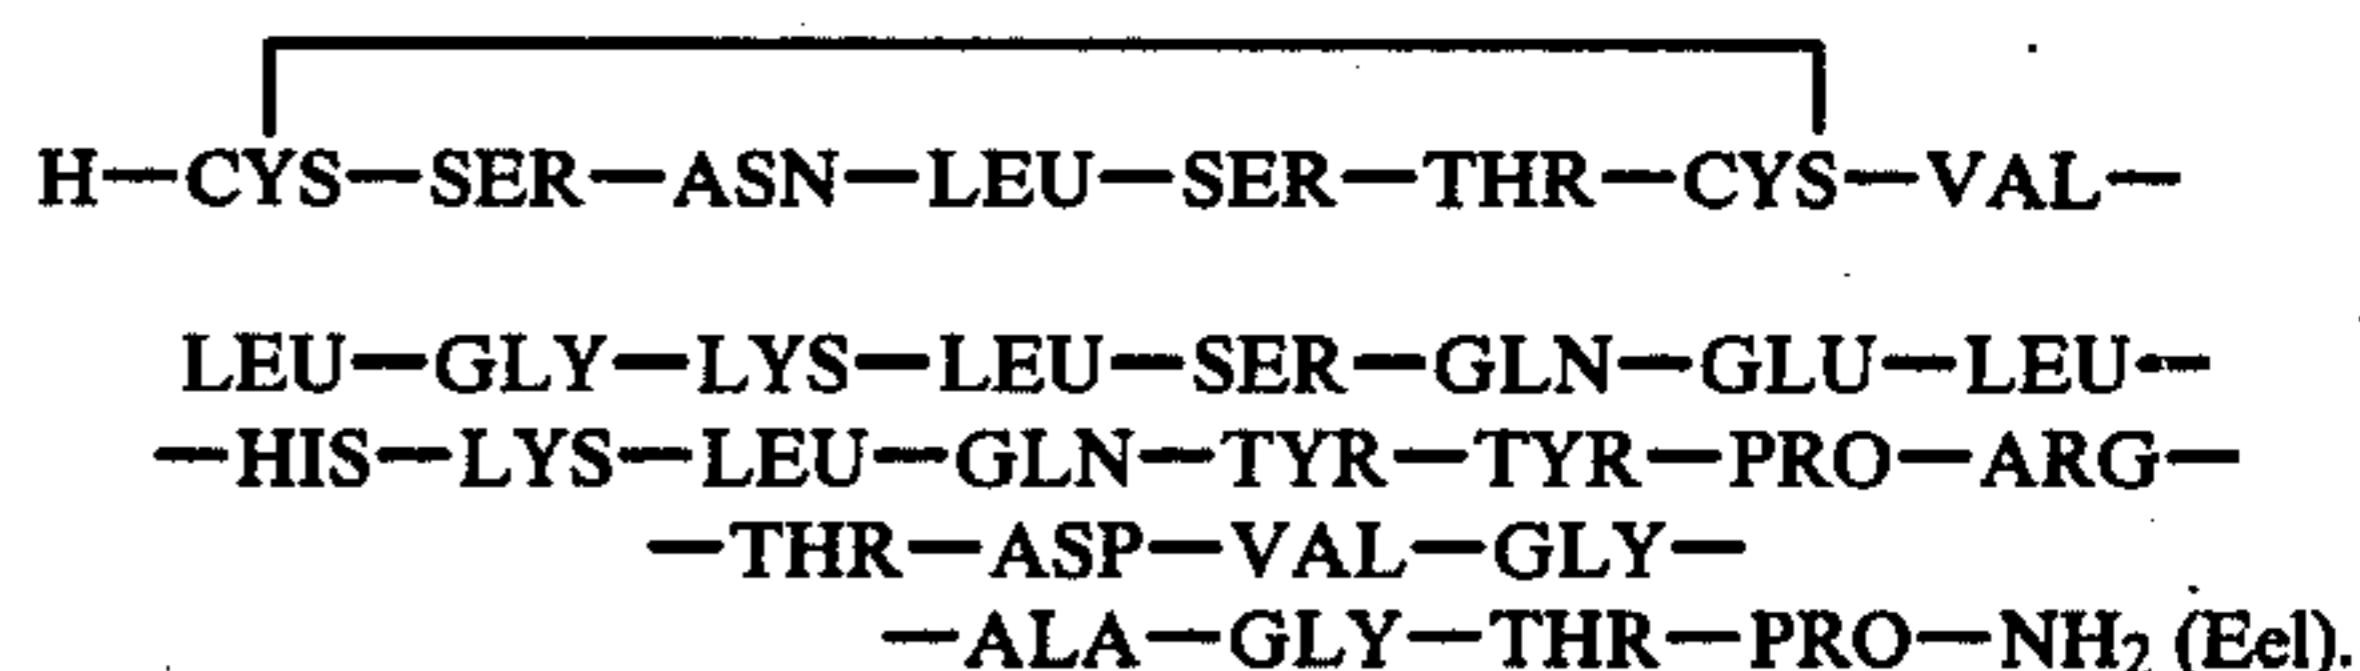 H—CYS—SER—ASN—LEU—SER—THR—CYS—VAL—
LEU—GLY—LYS—LEU—SER—GLN—GLU—LEU—
—HIS—LYS—LEU—GLN—TYR—TYR—PRO—ARG—
—THR—ASP—VAL—GLY—
—ALA—GLY—THR—PRO—NH₂ (Eel).